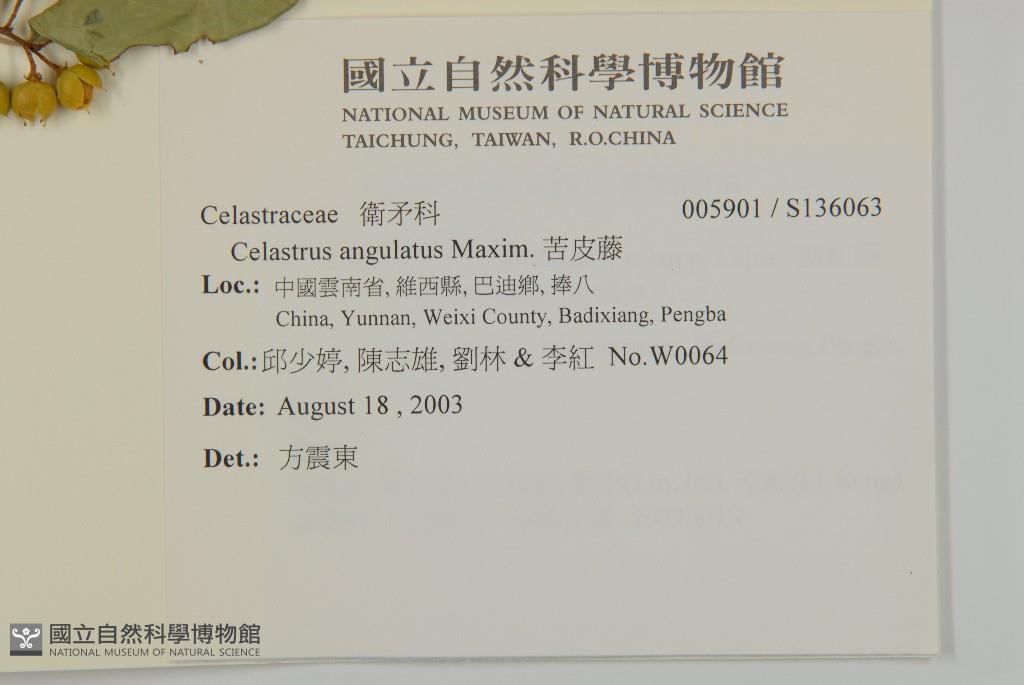 國立自然科學博物館
NATIONAL MUSEUM OF NATURAL SCIENCE
TAICHUNG, TAIWAN, R.O.CHINA
Celastraceae 衛矛科 005901 / S136063
Celastrus angulatus Maxim. 苦皮藤
Loc.: 中國雲南省, 維西縣, 巴迪鄉, 捧八
China, Yunnan, Weixi County, Badixiang, Pengba
Col.: 邱少婷, 陳志雄, 劉林 & 李紅 No.W0064
Date: August 18 , 2003
Det.: 方震東
國立自然科學博物館
NATIONAL MUSEUM OF NATURAL SCIENCE